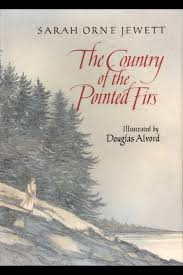 SARAH ORNE JEWETT
The Country
of the
Pointed Firs
Illustrated by
Douglas Alvord